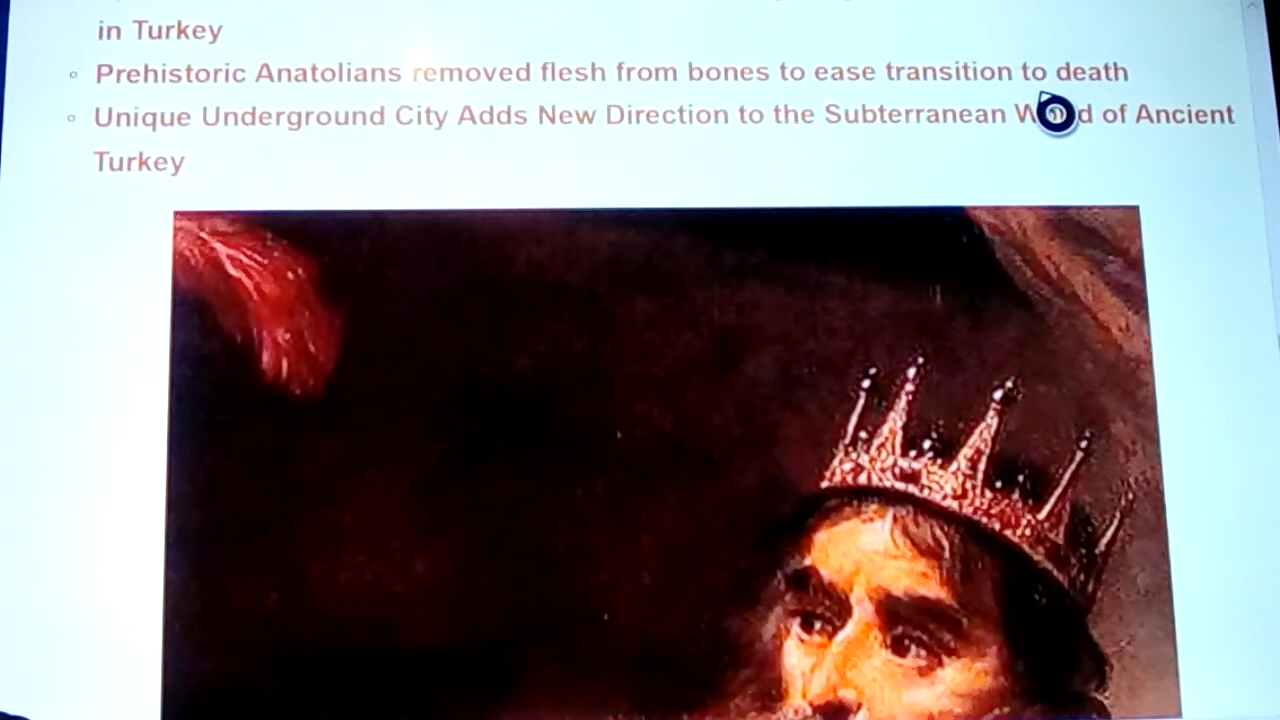 in Turkey
Prehistoric Anatolians removed flesh from bones to ease transition to death
Unique Underground City Adds New Direction to the Subterranean of Ancient
Turkey